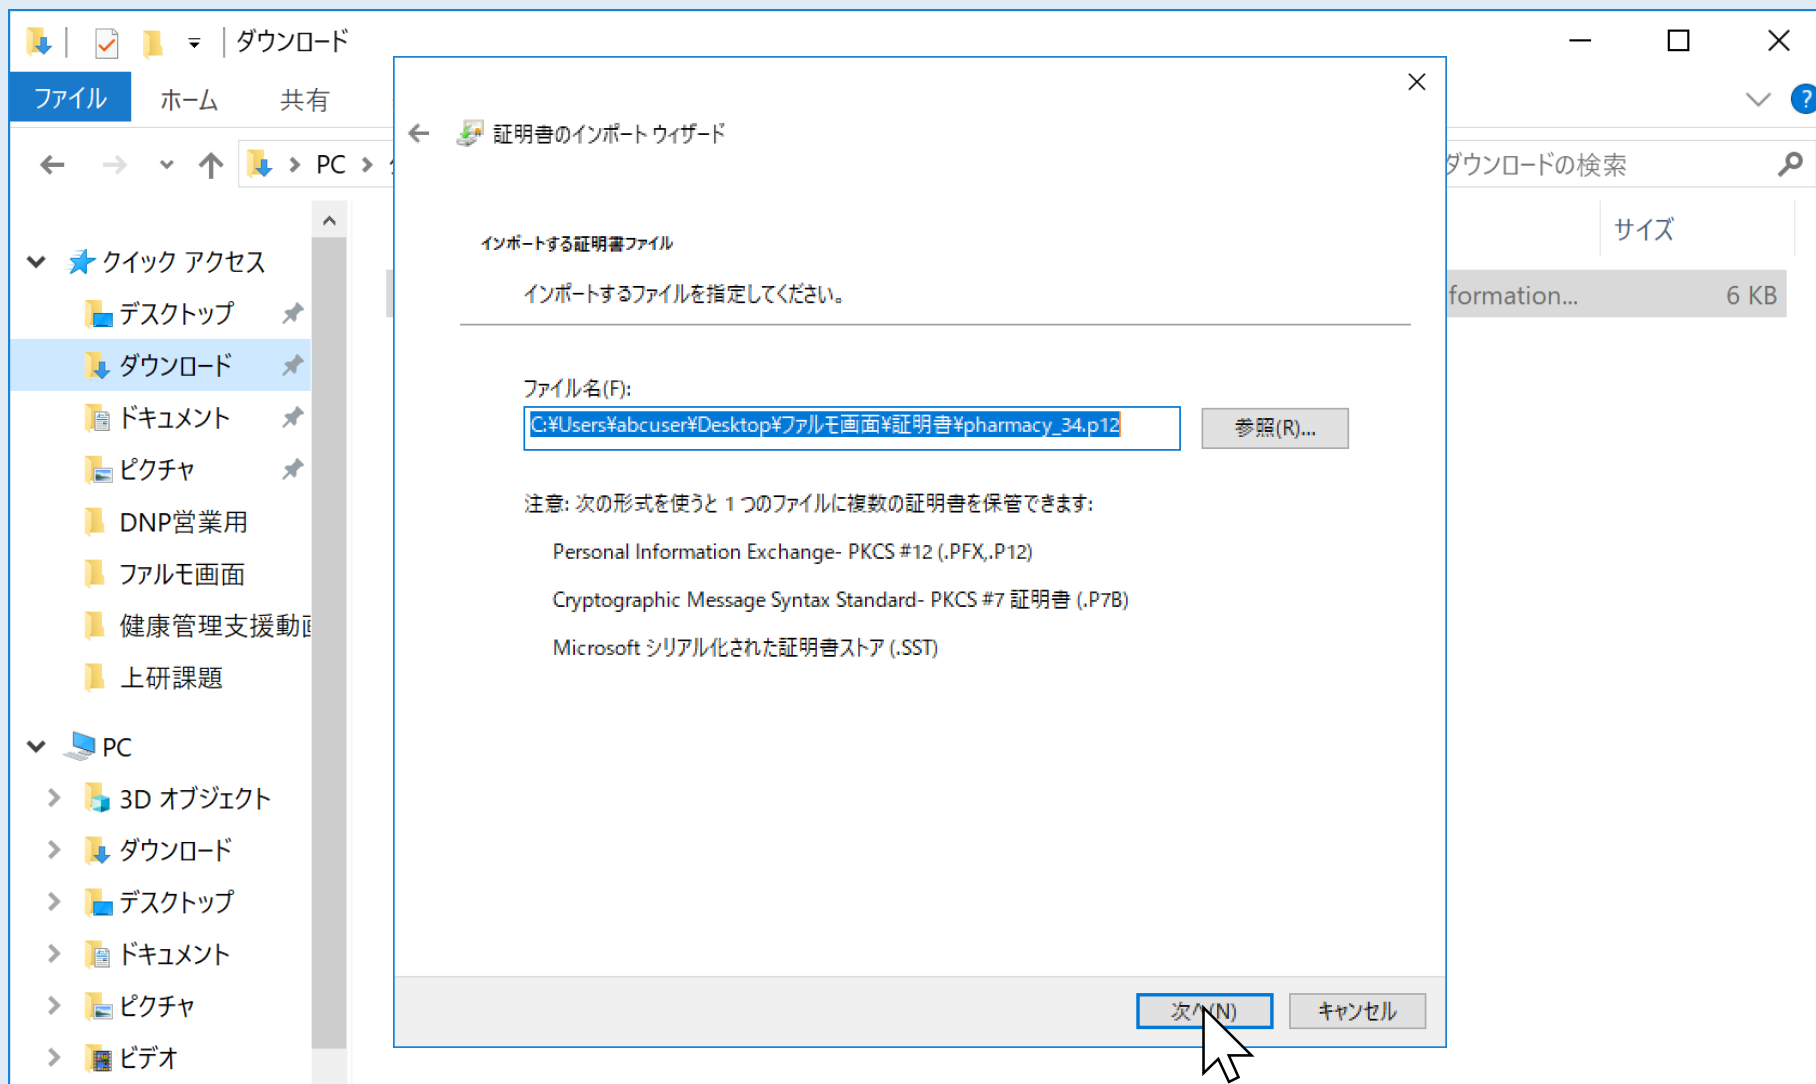 ダウンロード
ファイル
ホーム
共有
PC
ダウンロードの検索
サイズ
formation...
6 KB
クイック アクセス
デスクトップ
ダウンロード
ドキュメント
ピクチャ
DNP営業用
ファルモ画面
健康管理支援動画
上研課題
PC
3D オブジェクト
ダウンロード
デスクトップ
ドキュメント
ピクチャ
ビデオ
証明書のインポート ウィザード
インポートする証明書ファイル
インポートするファイルを指定してください。
ファイル名(F):
C:¥Users¥abcuser¥Desktop¥ファルモ画面¥証明書¥pharmacy_34.p12
参照(R)...
注意: 次の形式を使うと 1 つのファイルに複数の証明書を保管できます:
Personal Information Exchange- PKCS #12 (.PFX,.P12)
Cryptographic Message Syntax Standard- PKCS #7 証明書 (.P7B)
Microsoft シリアル化された証明書ストア (.SST)
次へ(N)
キャンセル